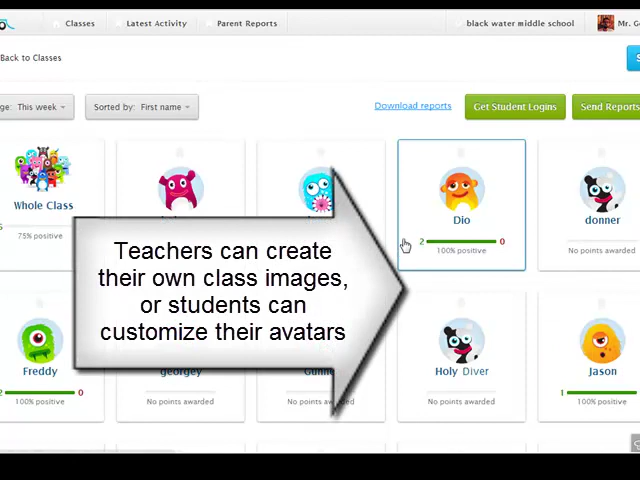 Classes Latest Activity Parent Reports black water middle school Mr.
Back to Classes
This week Sorted by: First name Download reports Get Student Logins Send Reports
Whole Class Dio donner
2 0
75% positive 100% positive No points awarded
Teachers can create
their own class images,
or students can
customize their avatars
Freddy georgey Holy Diver Jason
0 1
100% positive No points awarded No points awarded No points awarded 100% positive